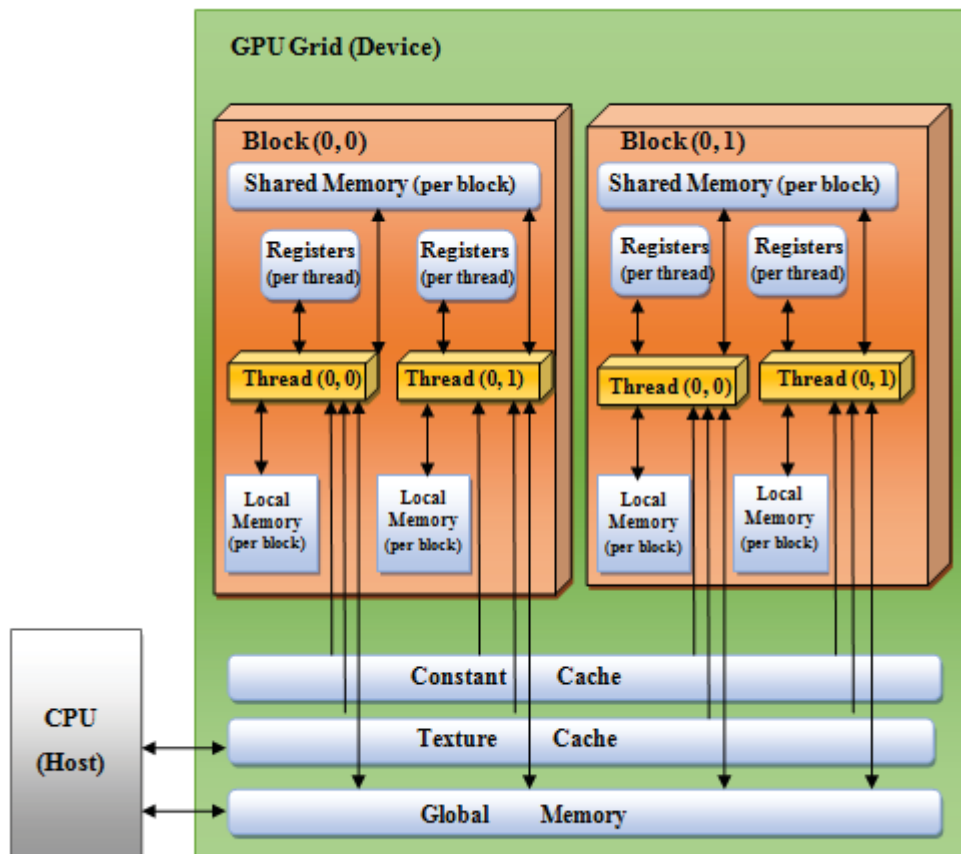 GPU Grid (Device)
Block (0, 0)
Shared Memory (per block)
Registers
(per thread)
Registers
(per thread)
Thread (0, 0)
Thread (0, 1)
Local
Memory
(per block)
Local
Memory
(per block)
Block (0, 1)
Shared Memory (per block)
Registers
(per thread)
Registers
(per thread)
Thread (0, 0)
Thread (0, 1)
Local
Memory
(per block)
Local
Memory
(per block)
Constant Cache
Texture Cache
Global Memory
CPU
(Host)